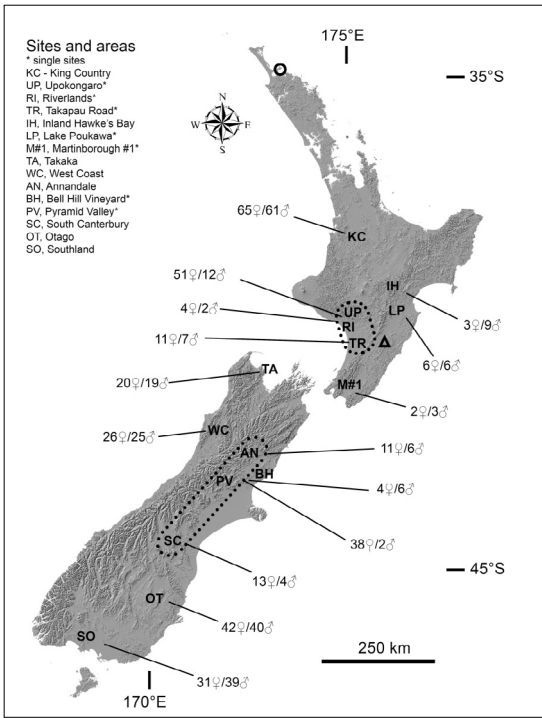 Sites and areas
* single sites
KC - King Country
UP, Upokongaro*
RI, Riverlands*
TR, Takapau Road*
IH, Inland Hawke's Bay
LP, Lake Poukawa*
M#1, Martinborough #1*
TA, Takaka
WC, West Coast
AN, Annandale
BH, Bell Hill Vineyard*
PV, Pyramid Valley*
SC, South Canterbury
OT, Otago
SO, Southland
175°E
35°S
N
W E
S
65♀/61♂
KC
51♀/12♂
IH
UP
LP
4♀/2♂
RI
3♀/9♂
11♀/7♂
TR
6♀/6♂
TA
20♀/19♂
M#1
2♀/3♂
WC
26♀/25♂
AN
11♀/6♂
BH
PV
4♀/6♂
38♀/2♂
SC
45°S
13♀/4♂
OT
42♀/40♂
SO
250 km
31♀/39♂
170°E